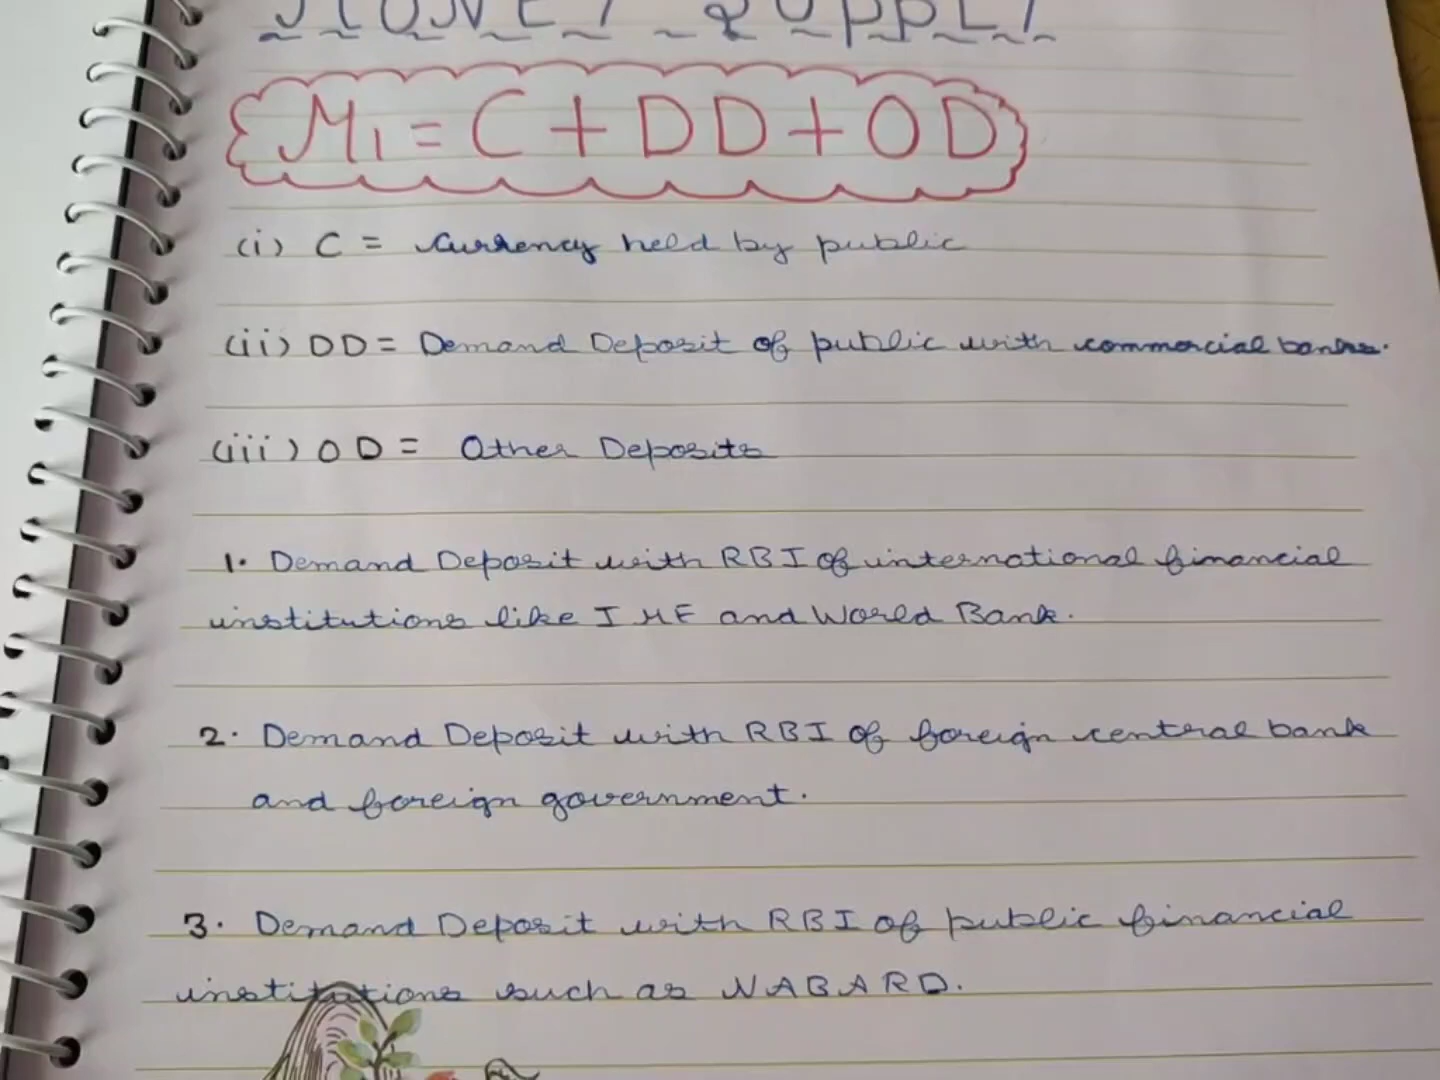 MONEY SUPPLY
M1 = C + DD + OD
(i) C = Currency held by public
(ii) DD = Demand Deposit of public with commercial banks.
(iii) OD = Other Deposits
1. Demand Deposit with RBI of international financial
institutions like IMF and World Bank.
2. Demand Deposit with RBI of foreign central bank
and foreign government.
3. Demand Deposit with RBI of public financial
institutions such as NABARD.